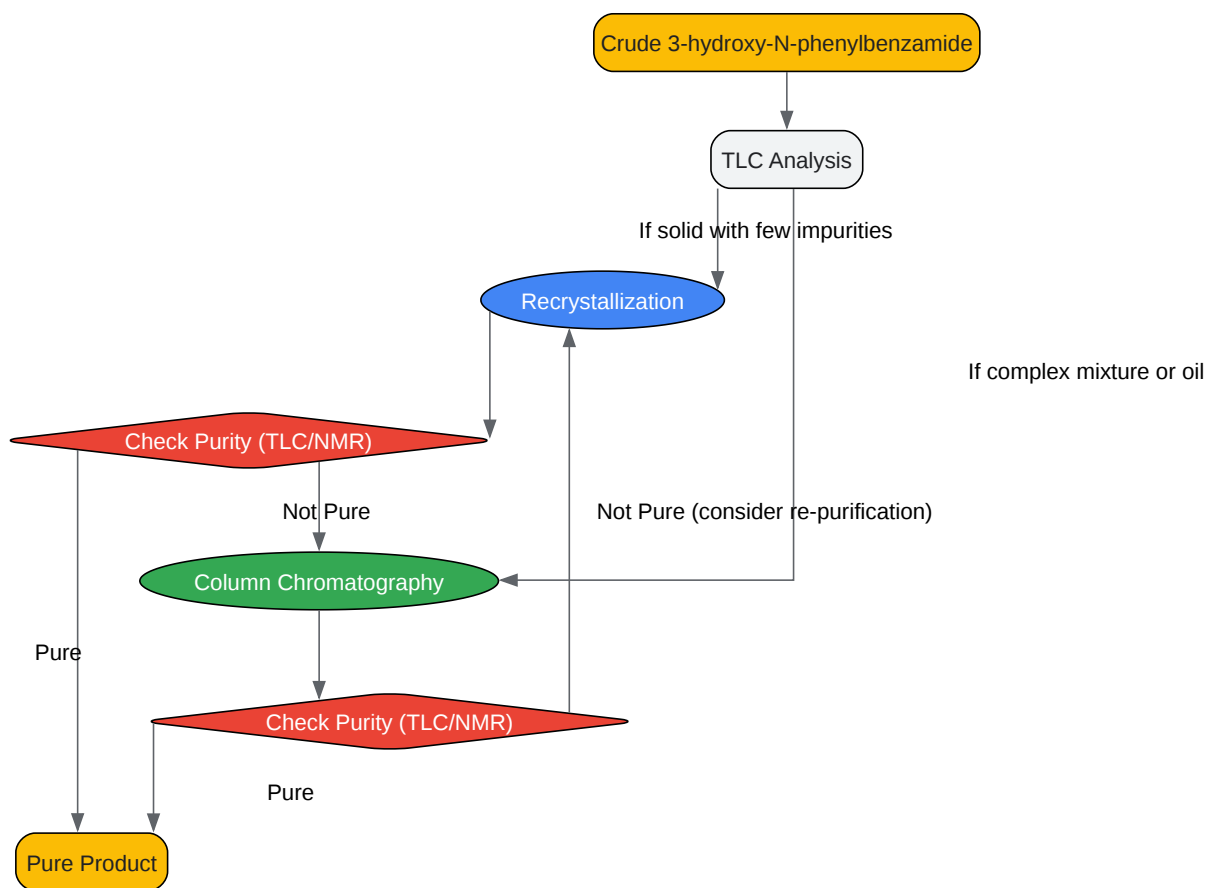 Crude 3-hydroxy-N-phenylbenzamide
TLC Analysis
If solid with few impurities
Recrystallization
If complex mixture or oil
Check Purity (TLC/NMR)
Not Pure
Not Pure (consider re-purification)
Column Chromatography
Pure
Check Purity (TLC/NMR)
Pure
Pure Product